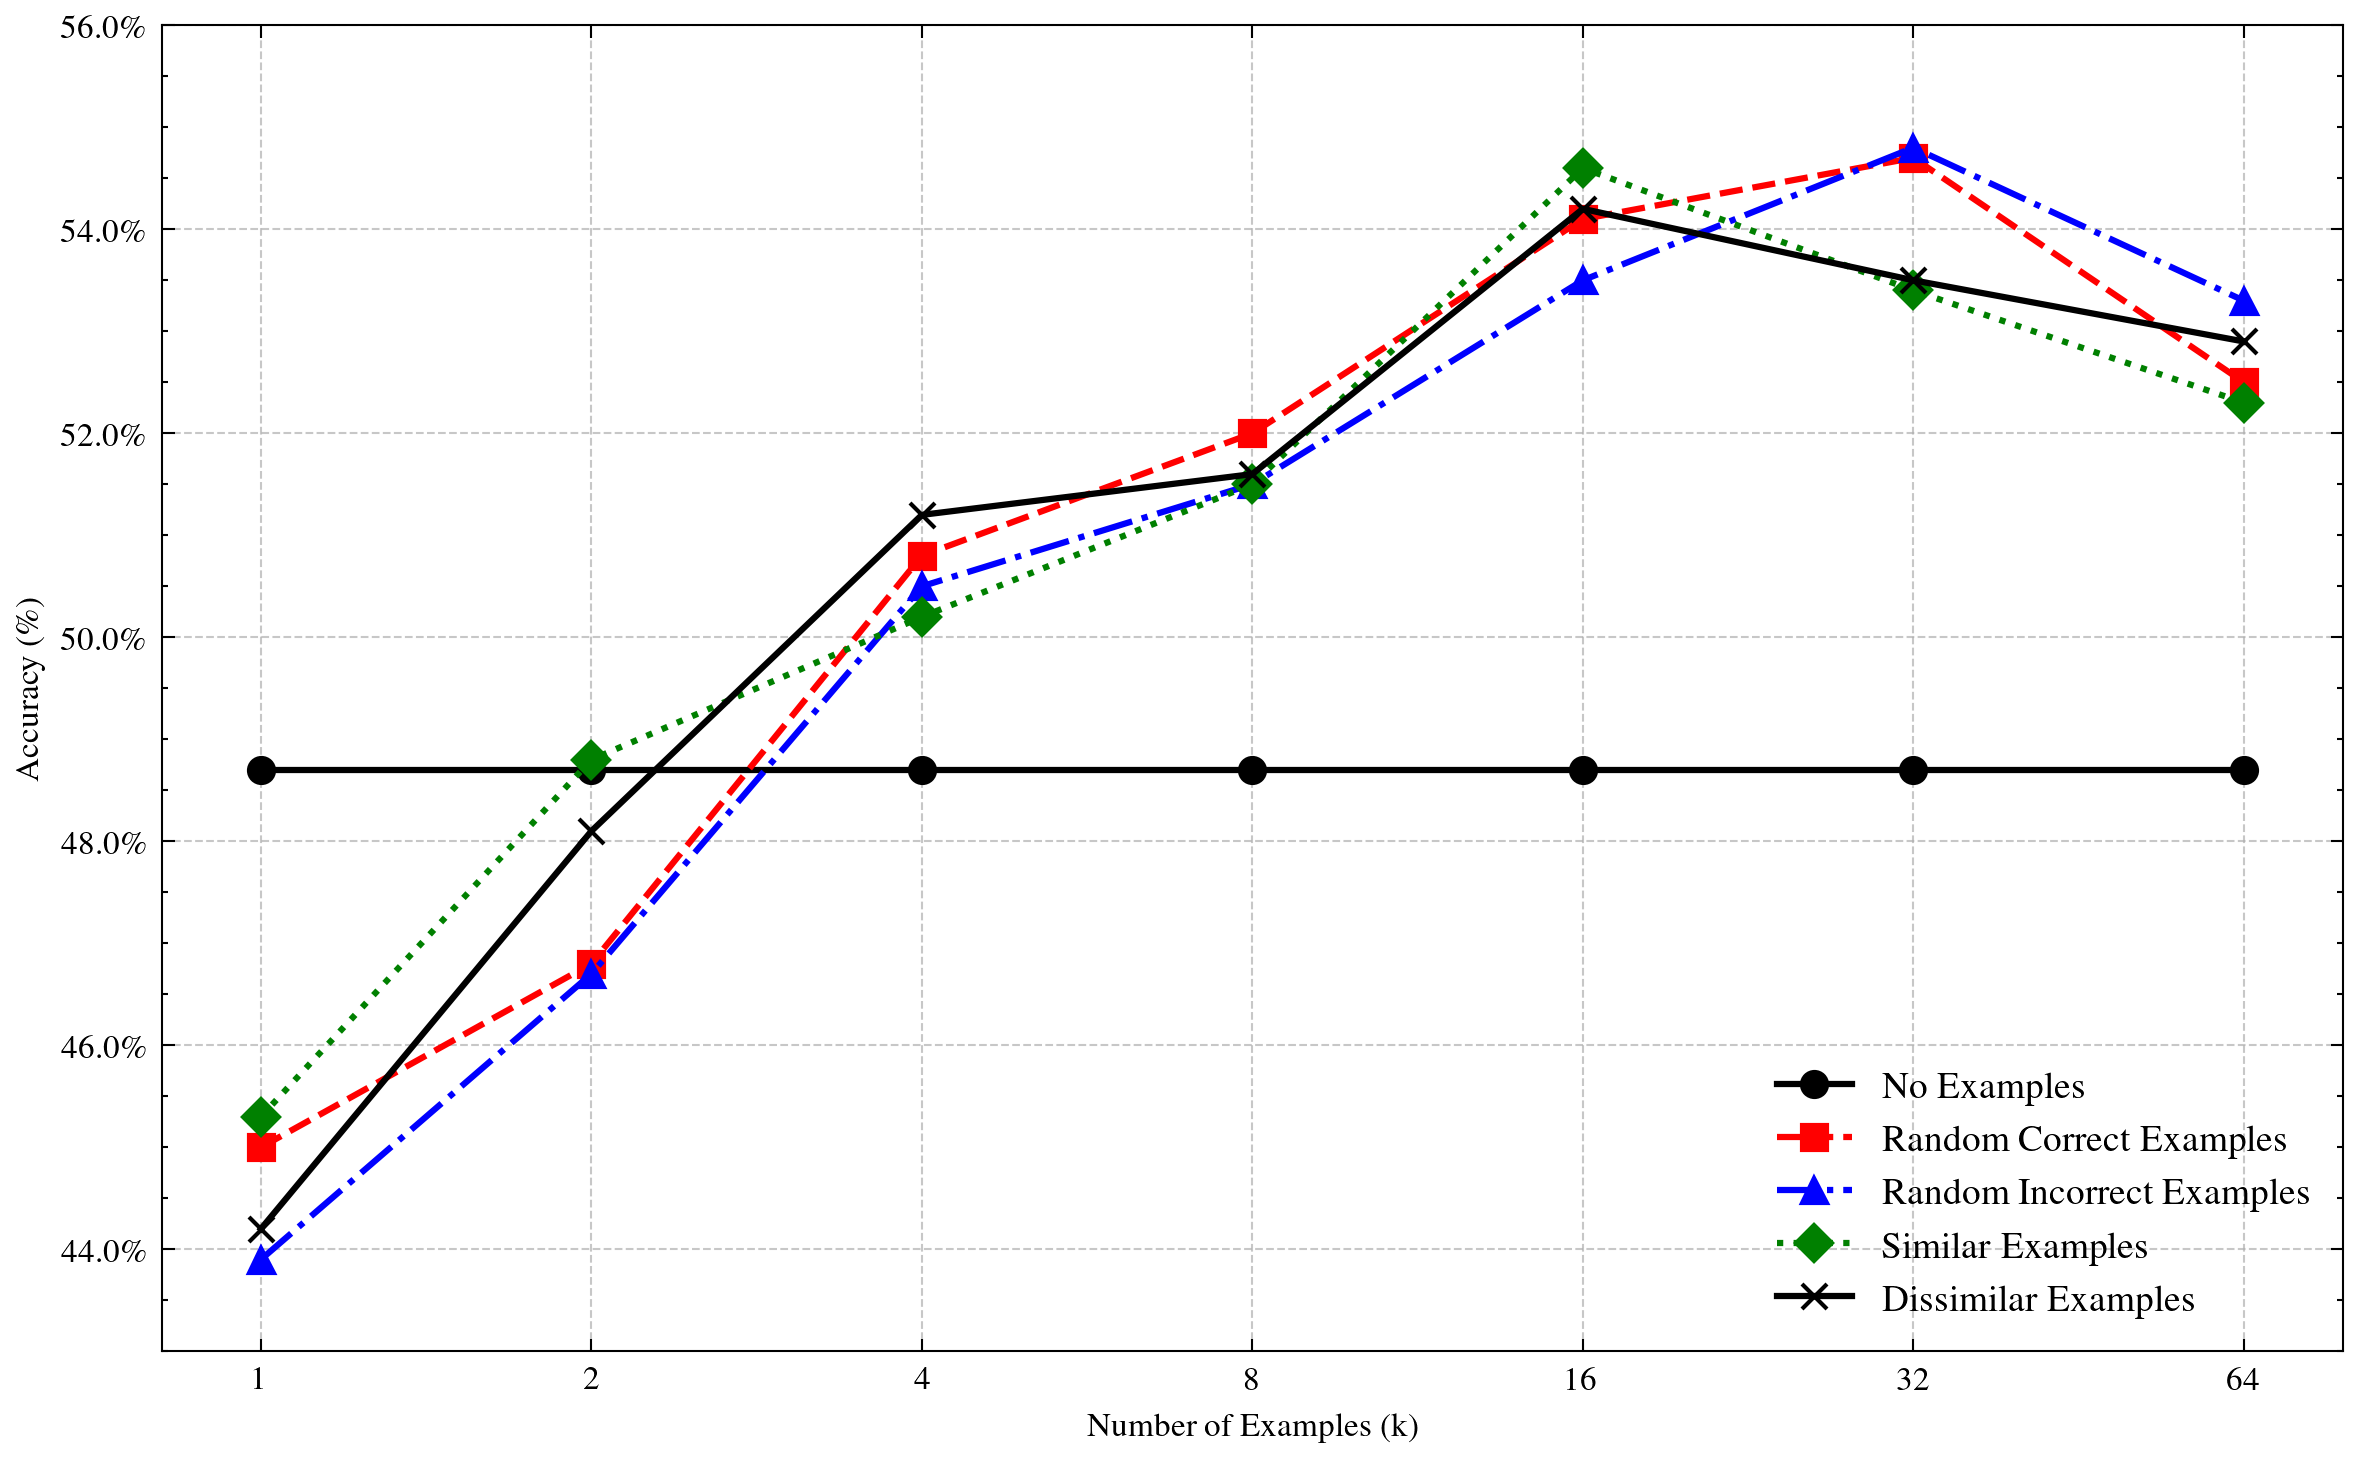 56.0%
54.0%
52.0%
50.0%
48.0%
46.0%
44.0%
Accuracy (%)
No Examples
Random Correct Examples
Random Incorrect Examples
Similar Examples
Dissimilar Examples
1 2 4 8 16 32 64
Number of Examples (k)